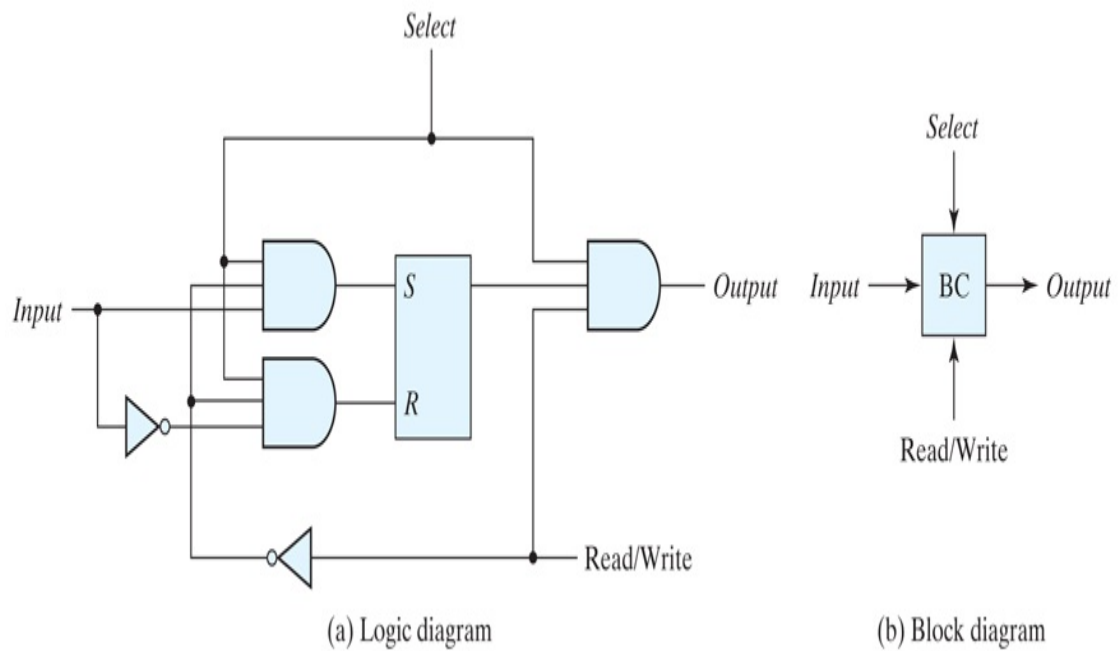 Select
Input
S
R
Output
Read/Write
(a) Logic diagram
Select
Input
BC
Output
Read/Write
(b) Block diagram